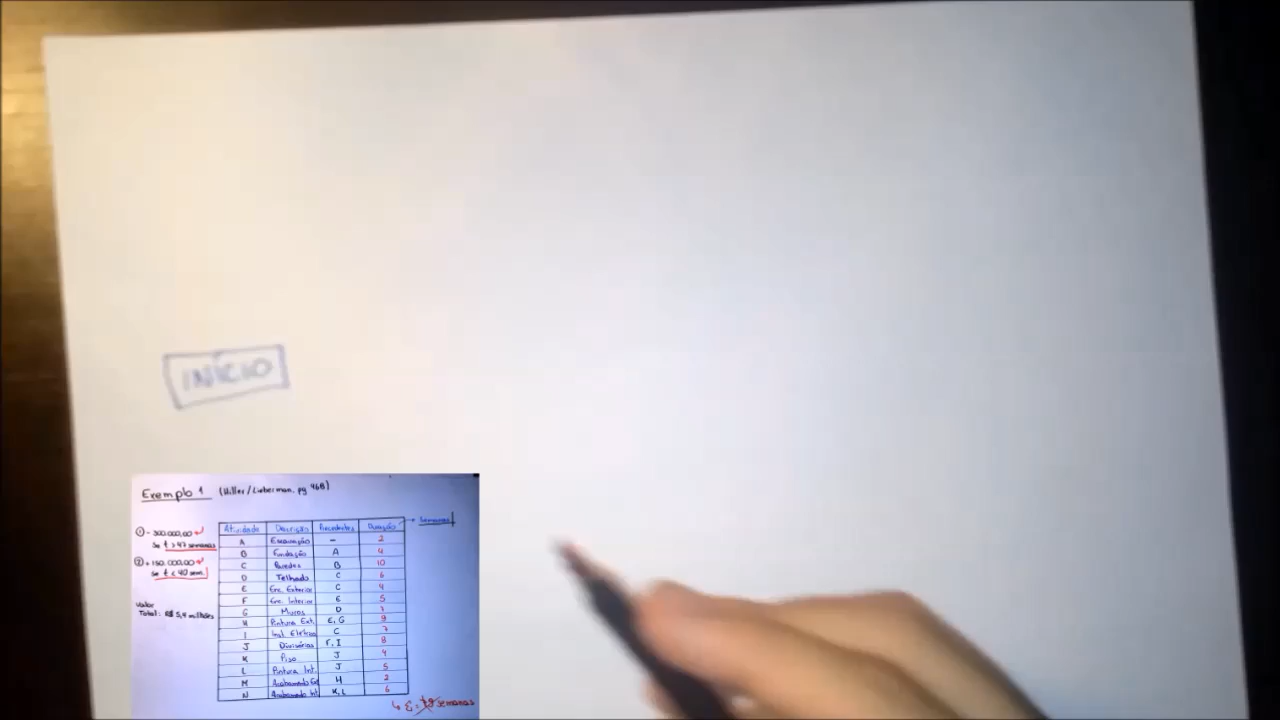 INÍCIO
Exemplo 1 (Hiller/Lieberman. pg 468)
Atividade Descrição Precedentes Duração → Semanas
① - 300.000,00
se t > 47 semanas
② + 150.000,00
se t < 40 sem.
Valor
Total: R$ 5,4 milhões
A Escavação — 2
B Fundação A 4
C Paredes B 10
D Telhado C 6
E Enc. Exterior C 4
F Enc. Interior E 5
G Muros D 7
H Pintura Ext. E, G 9
I Inst. Elétrica C 7
J Divisórias F, I 8
K Piso J 4
L Pintura Int. J 5
M Acabamento Ex H 2
N Acabamento Int K, L 6
semanas